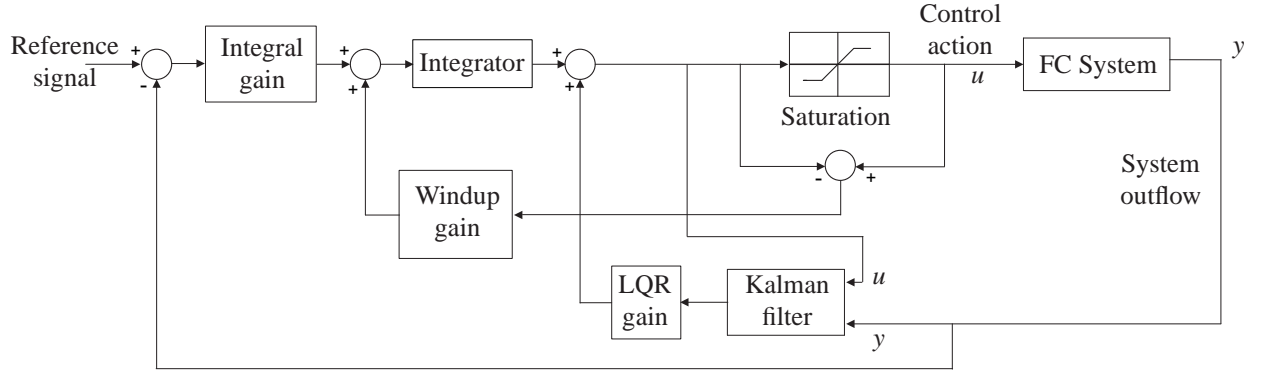 Reference
signal
+
-
Integral
gain
+
+
Integrator
+
+
Saturation
Control
action
u
FC System
y
-
+
System
outflow
Windup
gain
LQR
gain
Kalman
filter
u
y